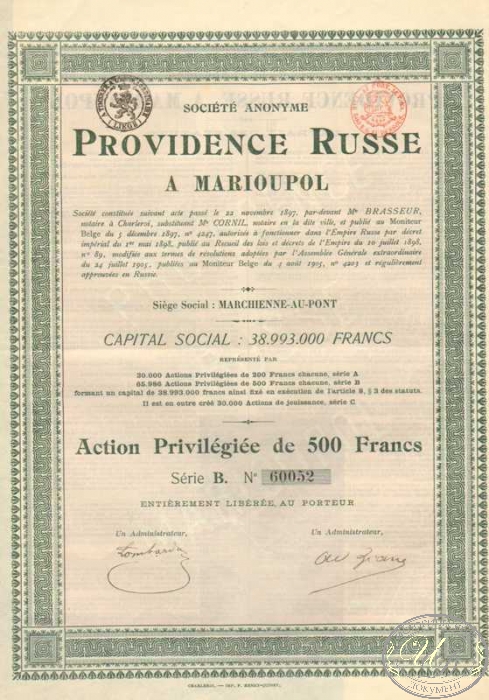 SOCIÉTÉ ANONYME
PROVIDENCE RUSSE
A MARIOUPOL
Société constituée suivant acte passé le 22 novembre 1897, par-devant Me BRASSEUR,
notaire à Charleroi, substituant Me CORNIL, notaire en la dite ville, et publié au Moniteur
Belge du 5 décembre 1897, no 4247, autorisée à fonctionner dans l'Empire Russe par décret
impérial du 1er mai 1898, publié au Recueil des lois et décrets de l'Empire du 10 juillet 1898,
no 89, modifiée aux termes de résolutions adoptées par l'Assemblée Générale extraordinaire
du 24 juillet 1905, publiées au Moniteur Belge du 4 août 1905, no 4203 et régulièrement
approuvées en Russie.
Siège Social : MARCHIENNE-AU-PONT
CAPITAL SOCIAL : 38.993.000 FRANCS
REPRÉSENTÉ PAR
30.000 Actions Privilégiées de 200 Francs chacune, série A
65.986 Actions Privilégiées de 500 Francs chacune, série B
formant un capital de 38.993.000 francs ainsi fixé en exécution de l'article 8, § 3 des statuts.
Il est en outre créé 30.000 Actions de jouissance, série C
Action Privilégiée de 500 Francs
Série B. No 60052
ENTIÈREMENT LIBÉRÉE, AU PORTEUR
Un Administrateur, Un Administrateur,
ДОКУМЕНТ